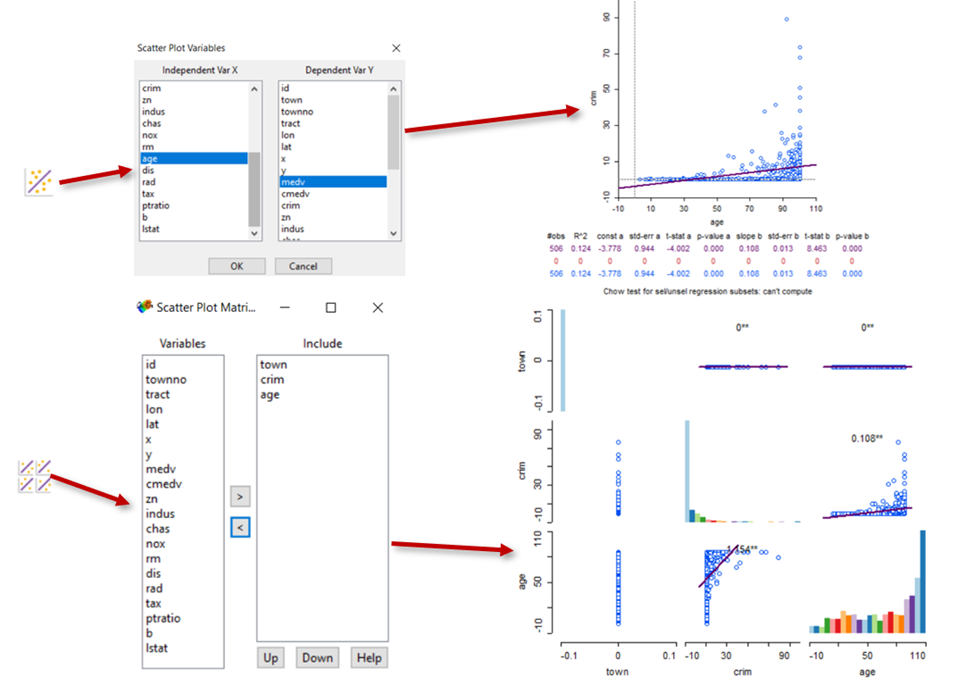 Scatter Plot Variables
Independent Var X
crim
zn
indus
chas
nox
rm
age
dis
rad
tax
ptratio
b
lstat
Dependent Var Y
id
town
townno
tract
lon
lat
x
y
medv
cmedv
crim
zn
indus
chas
OK Cancel
90
70
50
30
10
-10
crim
-10 10 30 50 70 90 110
age
#obs R^2 const a std-err a t-stat a p-value a slope b std-err b t-stat b p-value b
506 0.124 -3.778 0.944 -4.002 0.000 0.108 0.013 8.463 0.000
0 0 0 0 0 0 0 0 0 0
506 0.124 -3.778 0.944 -4.002 0.000 0.108 0.013 8.463 0.000
Chow test for sel/unsel regression subsets: can't compute
Scatter Plot Matri...
Variables
id
townno
tract
lon
lat
x
y
medv
cmedv
zn
indus
chas
nox
rm
dis
rad
tax
ptratio
b
lstat
>
<
Include
town
crim
age
Up Down Help
0.1
0
-0.1
town
0** 0**
90
30
-10
crim
0.108**
110
50
-10
age
1.154**
-0.1 0 0.1 -10 30 90 -10 50 110
town crim age